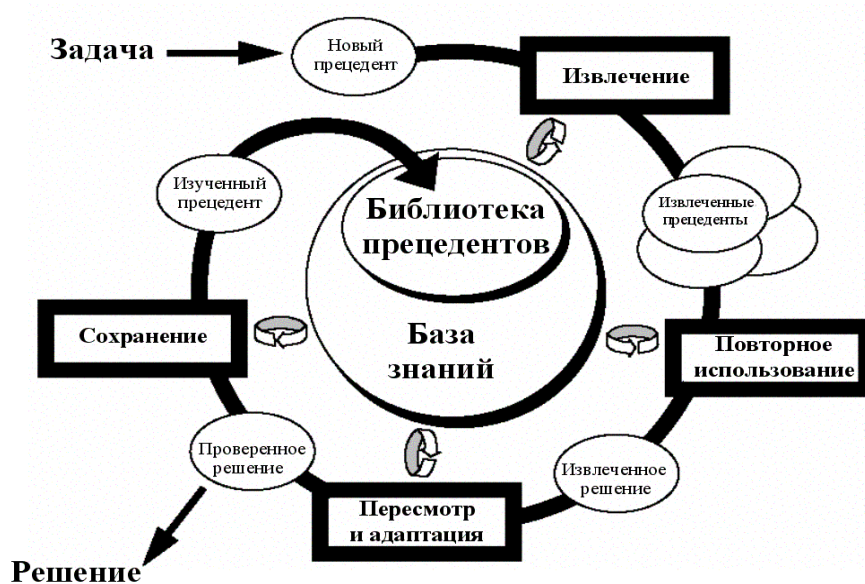 Задача
Новый
прецедент
Извлечение
Изученный
прецедент
Извлеченные
прецеденты
Библиотека
прецедентов
Сохранение
База
знаний
Повторное
использование
Проверенное
решение
Извлеченное
решение
Пересмотр
и адаптация
Решение